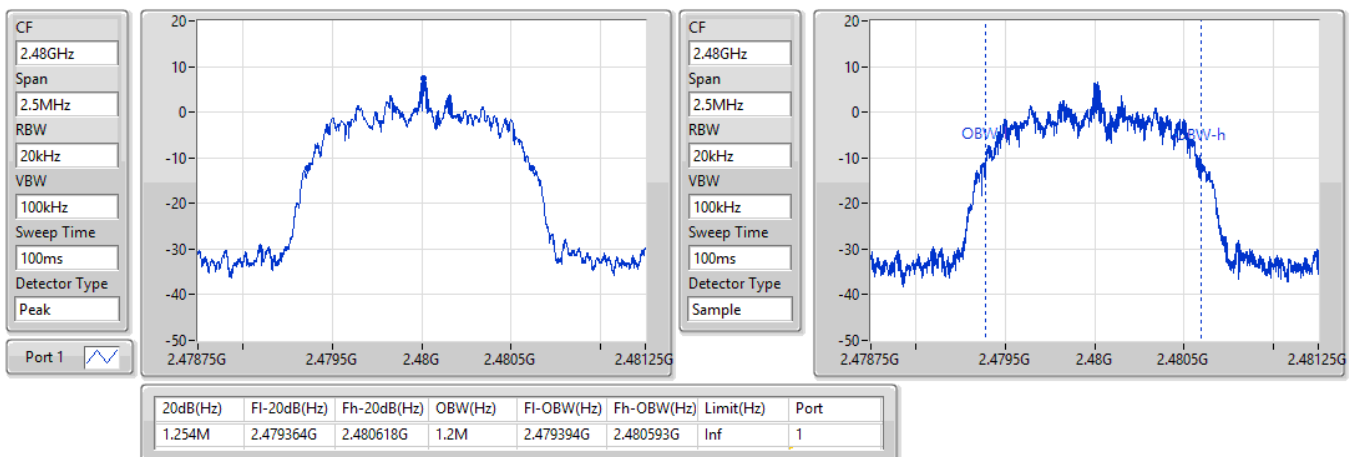 CF
2.48GHz
Span
2.5MHz
RBW
20kHz
VBW
100kHz
Sweep Time
100ms
Detector Type
Peak
Port 1
20
10
0
-10
-20
-30
-40
-50
2.47875G 2.4795G 2.48G 2.4805G 2.48125G
CF
2.48GHz
Span
2.5MHz
RBW
20kHz
VBW
100kHz
Sweep Time
100ms
Detector Type
Sample
20
10
0
-10
-20
-30
-40
-50
OBW
OBW-h
2.47875G 2.4795G 2.48G 2.4805G 2.48125G
20dB(Hz) Fl-20dB(Hz) Fh-20dB(Hz) OBW(Hz) Fl-OBW(Hz) Fh-OBW(Hz) Limit(Hz) Port
1.254M 2.479364G 2.480618G 1.2M 2.479394G 2.480593G Inf 1